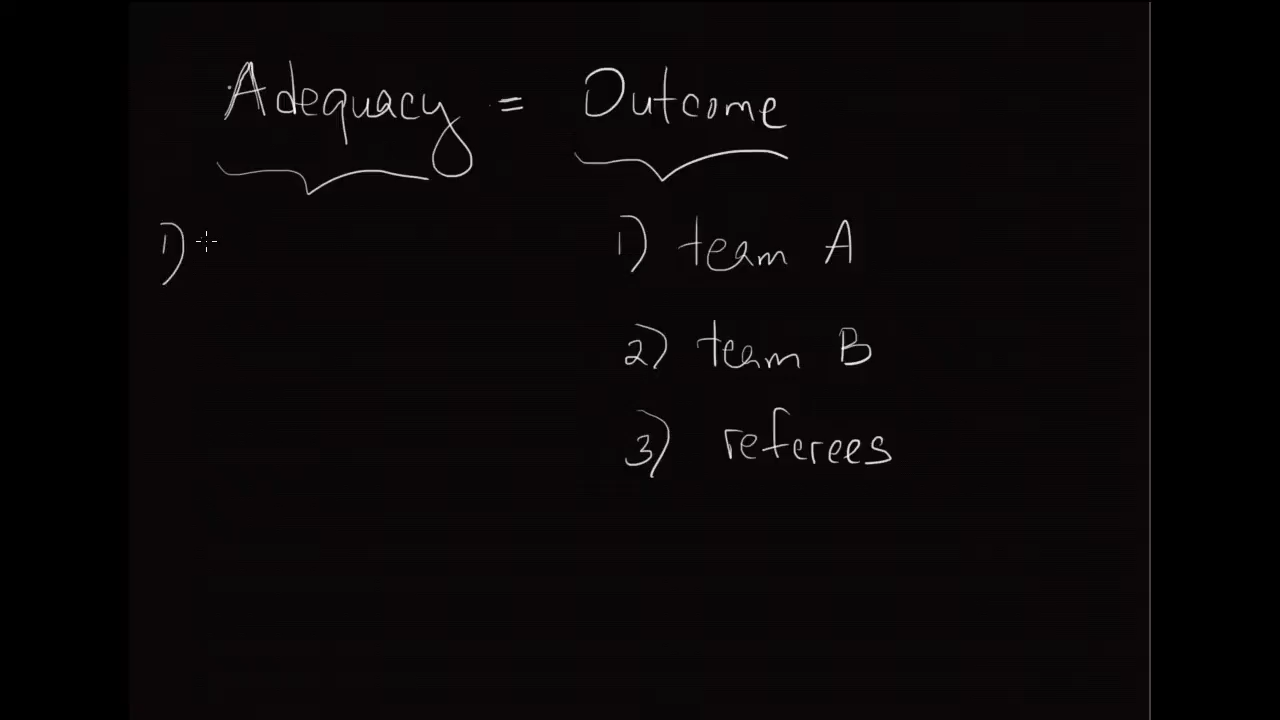 Adequacy = Outcome
1) 1) team A
2) team B
3) referees